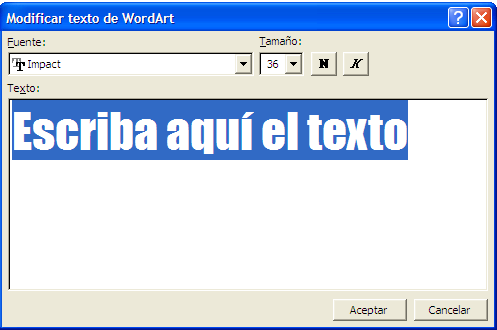 Modificar texto de WordArt
Fuente: Tamaño:
Impact 36 N K
Texto:
Escriba aquí el texto
Aceptar Cancelar